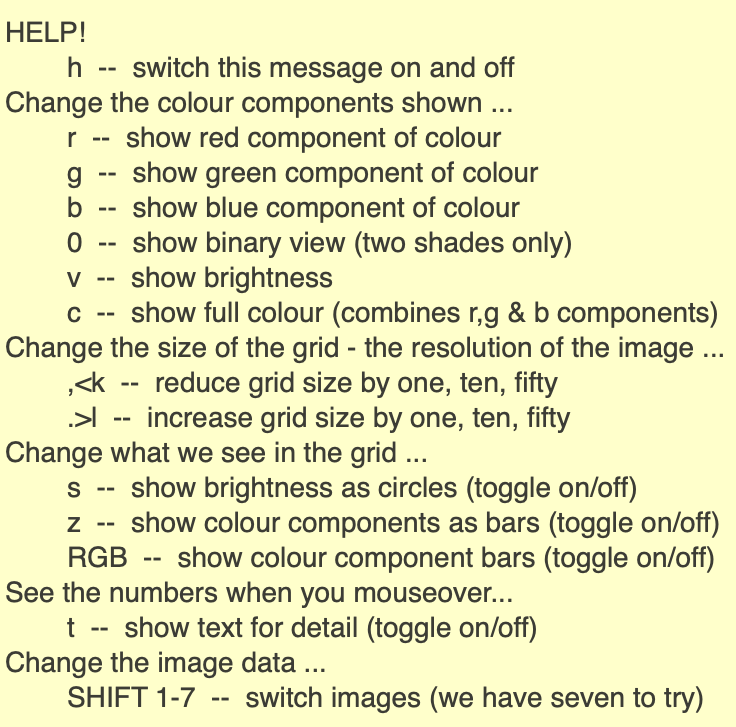 HELP!
h -- switch this message on and off
Change the colour components shown ...
r -- show red component of colour
g -- show green component of colour
b -- show blue component of colour
0 -- show binary view (two shades only)
v -- show brightness
c -- show full colour (combines r,g & b components)
Change the size of the grid - the resolution of the image ...
,<k -- reduce grid size by one, ten, fifty
.>l -- increase grid size by one, ten, fifty
Change what we see in the grid ...
s -- show brightness as circles (toggle on/off)
z -- show colour components as bars (toggle on/off)
RGB -- show colour component bars (toggle on/off)
See the numbers when you mouseover...
t -- show text for detail (toggle on/off)
Change the image data ...
SHIFT 1-7 -- switch images (we have seven to try)